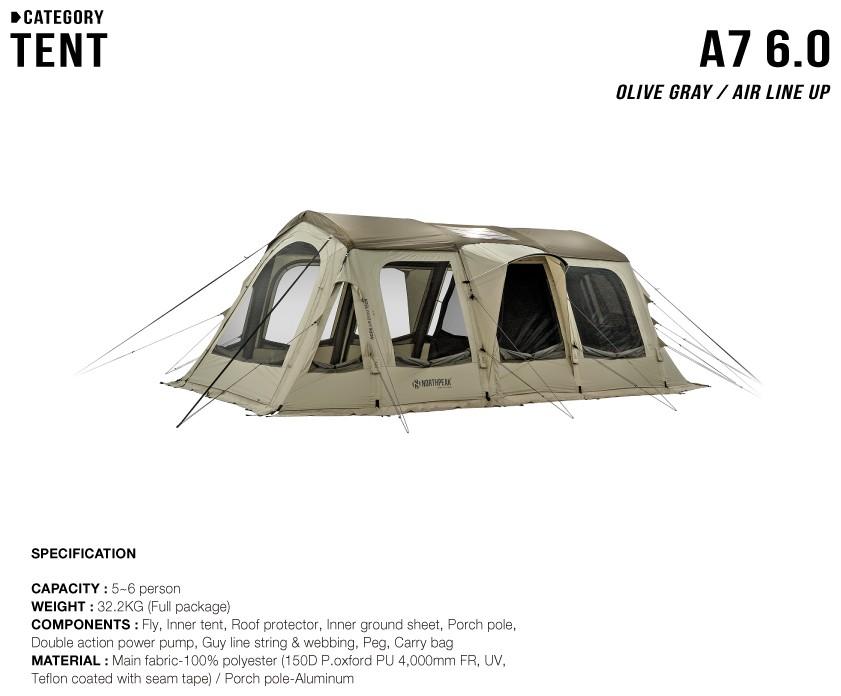 CATEGORY
TENT
A7 6.0
OLIVE GRAY / AIR LINE UP
NORTHPEAK
SPECIFICATION
CAPACITY : 5~6 person
WEIGHT : 32.2KG (Full package)
COMPONENTS : Fly, Inner tent, Roof protector, Inner ground sheet, Porch pole,
Double action power pump, Guy line string & webbing, Peg, Carry bag
MATERIAL : Main fabric-100% polyester (150D P.oxford PU 4,000mm FR, UV,
Teflon coated with seam tape) / Porch pole-Aluminum